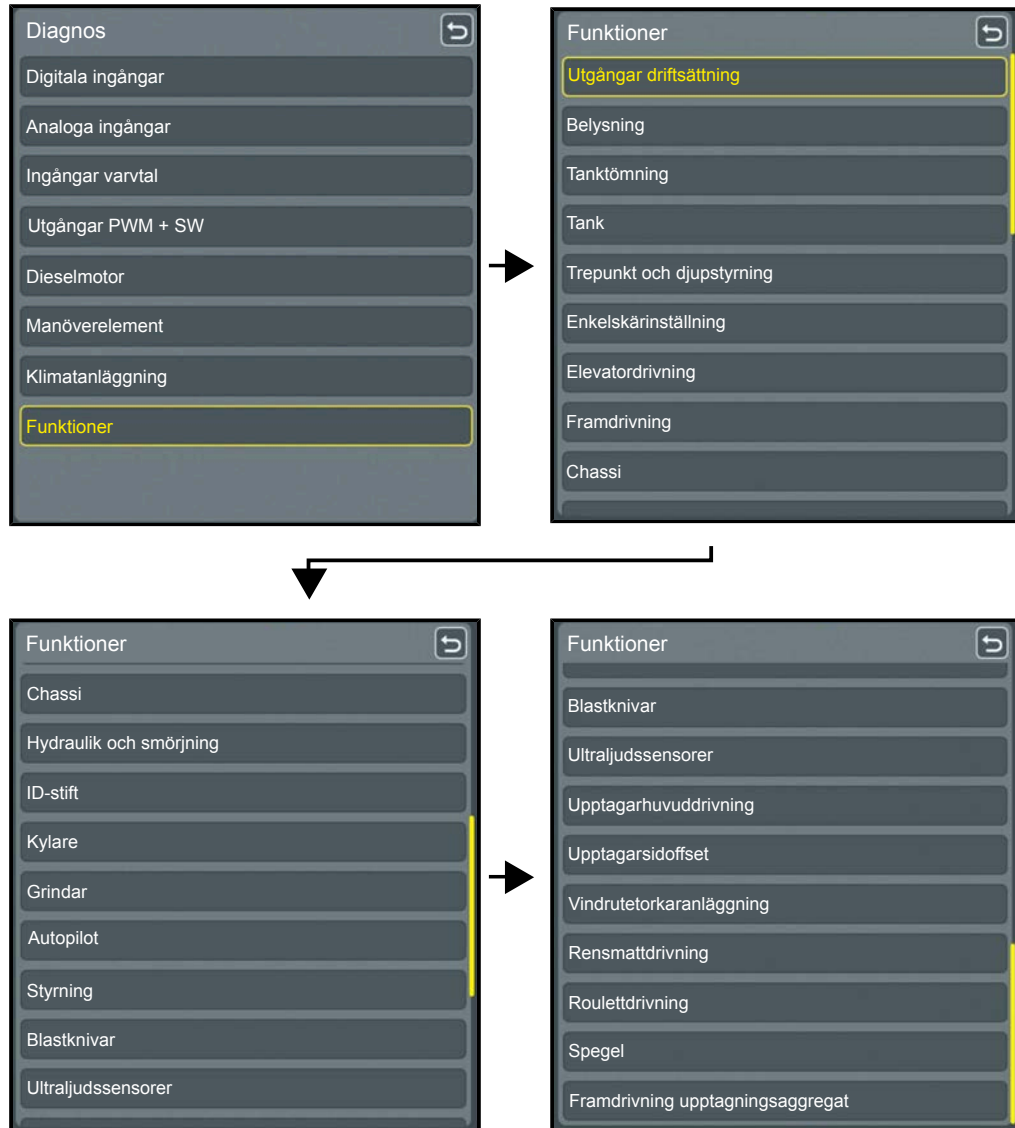 Diagnos
Digitala ingångar
Analoga ingångar
Ingångar varvtal
Utgångar PWM + SW
Dieselmotor
Manöverelement
Klimatanläggning
Funktioner
Funktioner
Utgångar driftsättning
Belysning
Tanktömning
Tank
Trepunkt och djupstyrning
Enkelskärinställning
Elevatordrivning
Framdrivning
Chassi
Funktioner
Chassi
Hydraulik och smörjning
ID-stift
Kylare
Grindar
Autopilot
Styrning
Blastknivar
Ultraljudssensorer
Funktioner
Blastknivar
Ultraljudssensorer
Upptagarhuvuddrivning
Upptagarsidoffset
Vindrutetorkaranläggning
Rensmattdrivning
Roulettdrivning
Spegel
Framdrivning upptagningsaggregat